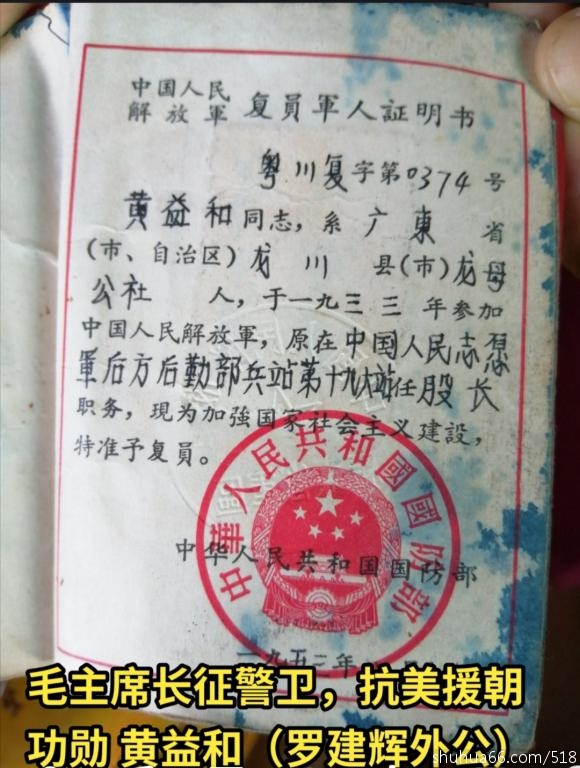 中国人民
解放軍 复員軍人証明书
粤川复字第0374号
黄益和同志，系广東省
(市、自治区)龙川县(市)龙母
公社 人，于一九三三年参加
中国人民解放軍，原在中国人民志愿
軍后方后勤部兵站第十九大站任股长
职务，現为加強国家社会主义建設，
特准予复員。
中華人民共和國國防部
中华人民共和国国防部
一九五二年
毛主席长征警卫，抗美援朝
功勋 黄益和（罗建辉外公）
shuhua66.com/518